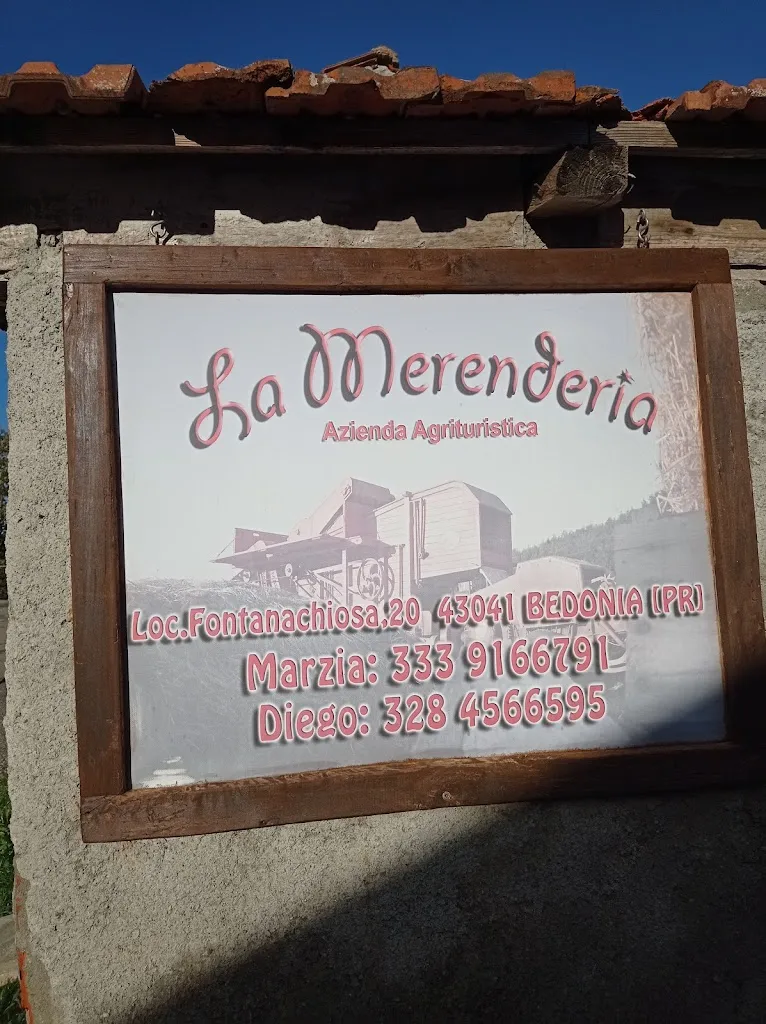 La Merenderia
Azienda Agrituristica
Loc.Fontanachiosa,20 43041 BEDONIA (PR)
Marzia: 333 9166791
Diego: 328 4566595